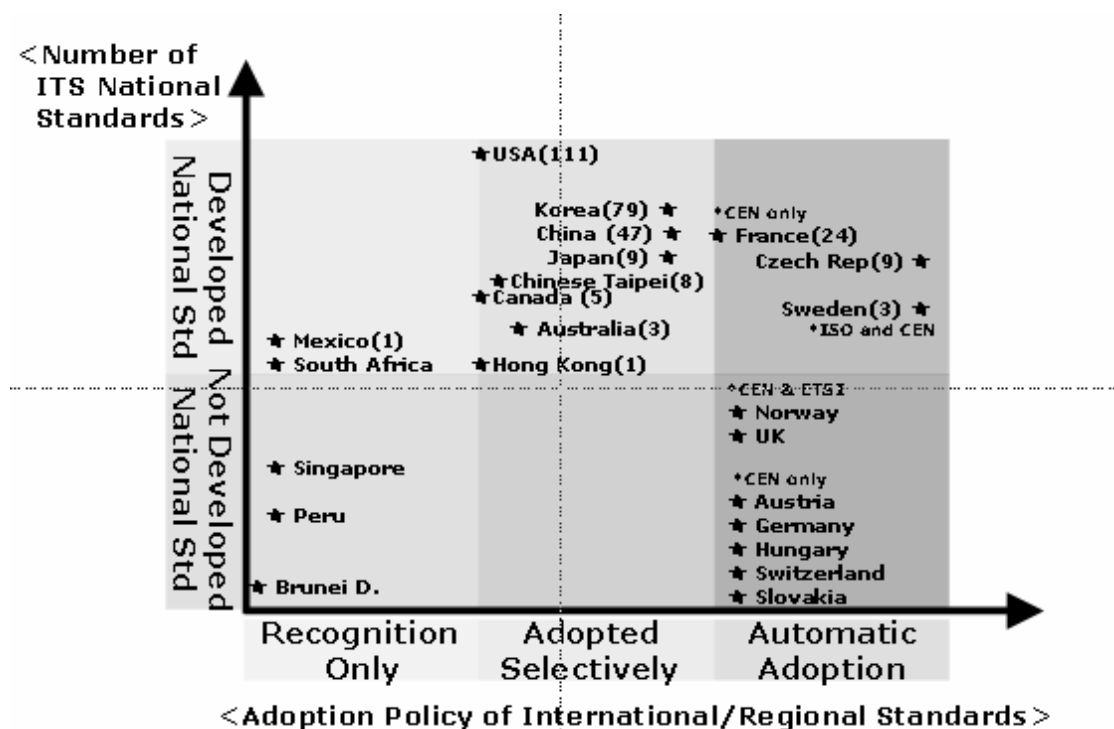 <Number of
ITS National
Standards>
Developed
National Std
Not Developed
National Std
★USA(111)
Korea(79) ★
China (47) ★
Japan(9) ★
★Chinese Taipei(8)
★Canada (5)
★ Australia(3)
★Hong Kong(1)
★ Mexico(1)
★ South Africa
*CEN only
★ France(24)
Czech Rep(9) ★
Sweden(3) ★
*ISO and CEN
*CEN & ETSI
★ Norway
★ UK
*CEN only
★ Austria
★ Germany
★ Hungary
★ Switzerland
★ Slovakia
★ Singapore
★ Peru
★ Brunei D.
Recognition
Only
Adopted
Selectively
Automatic
Adoption
<Adoption Policy of International/Regional Standards>